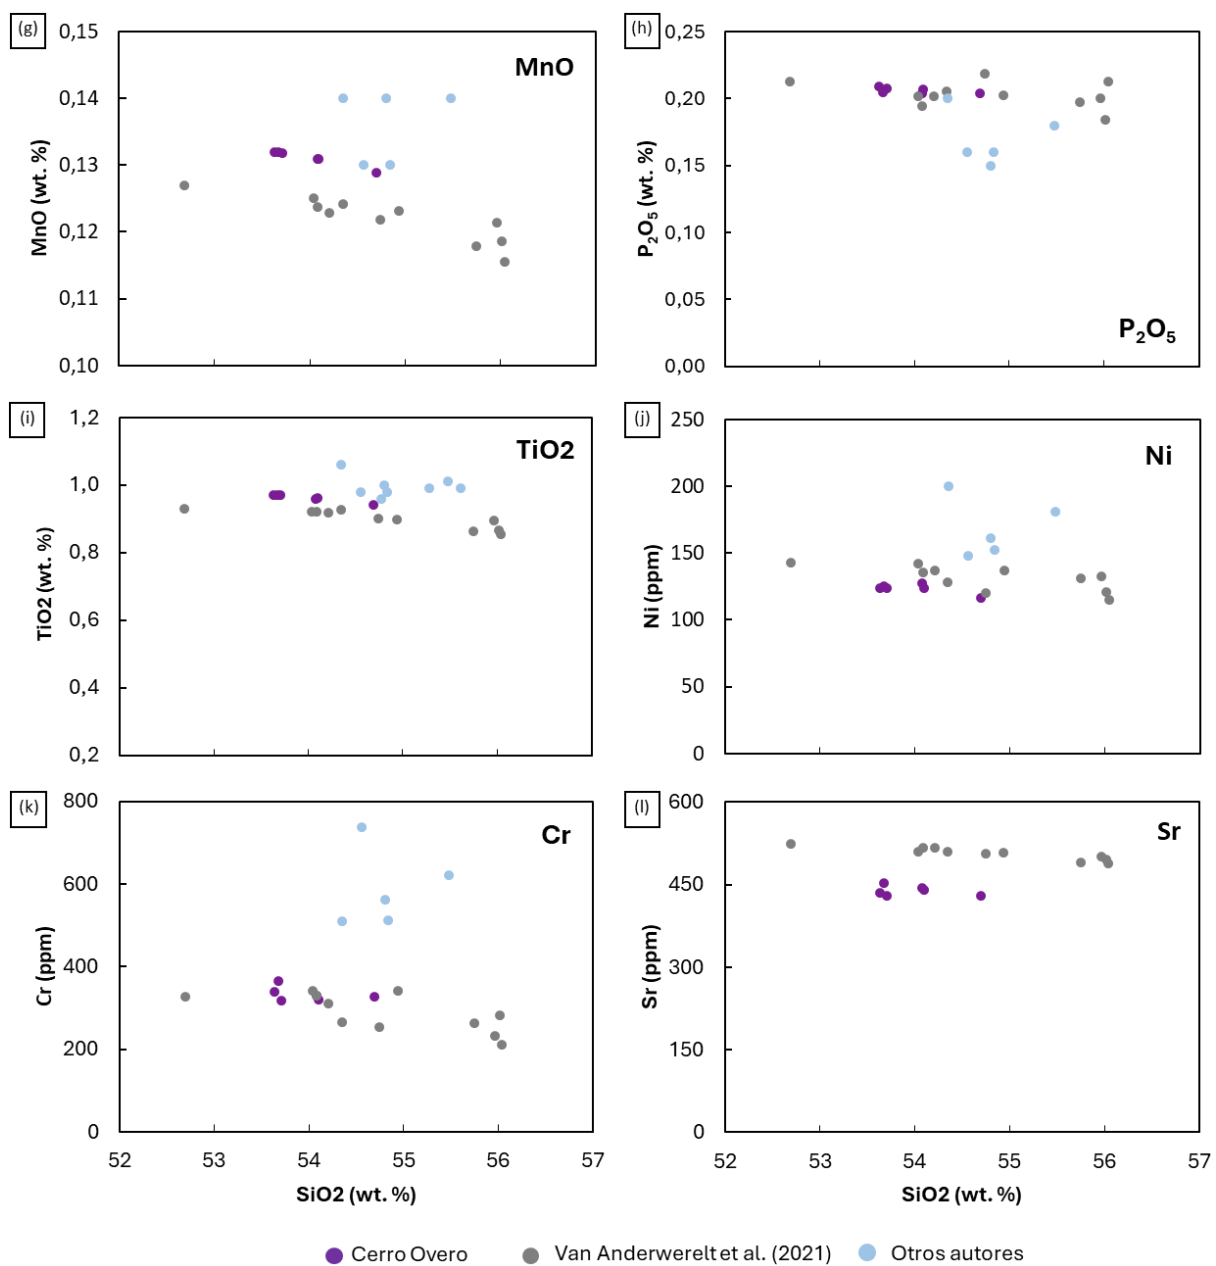 (g)
0,15
0,14
0,13
0,12
0,11
0,10
MnO (wt. %)
MnO
(h)
0,25
0,20
0,15
0,10
0,05
0,00
P₂O₅ (wt. %)
P₂O₅
(i)
1,2
1,0
0,8
0,6
0,4
0,2
TiO2 (wt. %)
TiO2
(j)
250
200
150
100
50
0
Ni (ppm)
Ni
(k)
800
600
400
200
0
Cr (ppm)
Cr
52 53 54 55 56 57
SiO2 (wt. %)
(l)
600
450
300
150
0
Sr (ppm)
Sr
52 53 54 55 56 57
SiO2 (wt. %)
Cerro Overo Van Anderwerelt et al. (2021) Otros autores